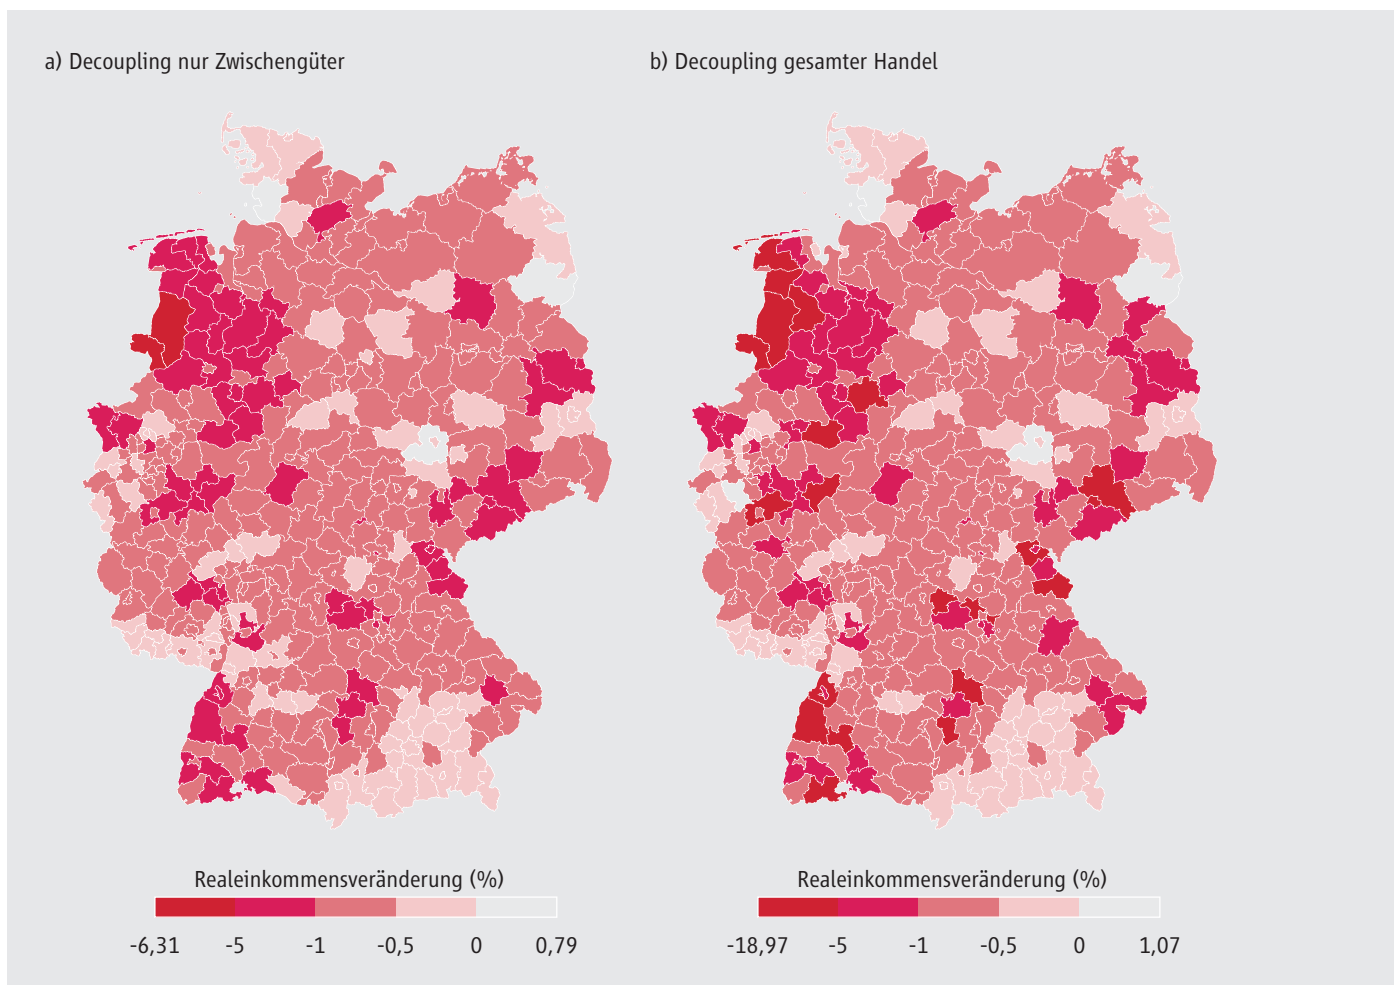 a) Decoupling nur Zwischengüter
b) Decoupling gesamter Handel
Realeinkommensveränderung (%)
-6,31 -5 -1 -0,5 0 0,79
Realeinkommensveränderung (%)
-18,97 -5 -1 -0,5 0 1,07